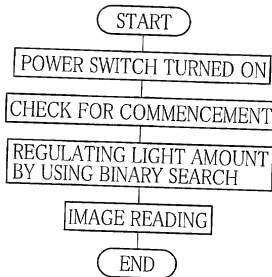 START
POWER SWITCH TURNED ON
CHECK FOR COMMENCEMENT
REGULATING LIGHT AMOUNT
BY USING BINARY SEARCH
IMAGE READING
END